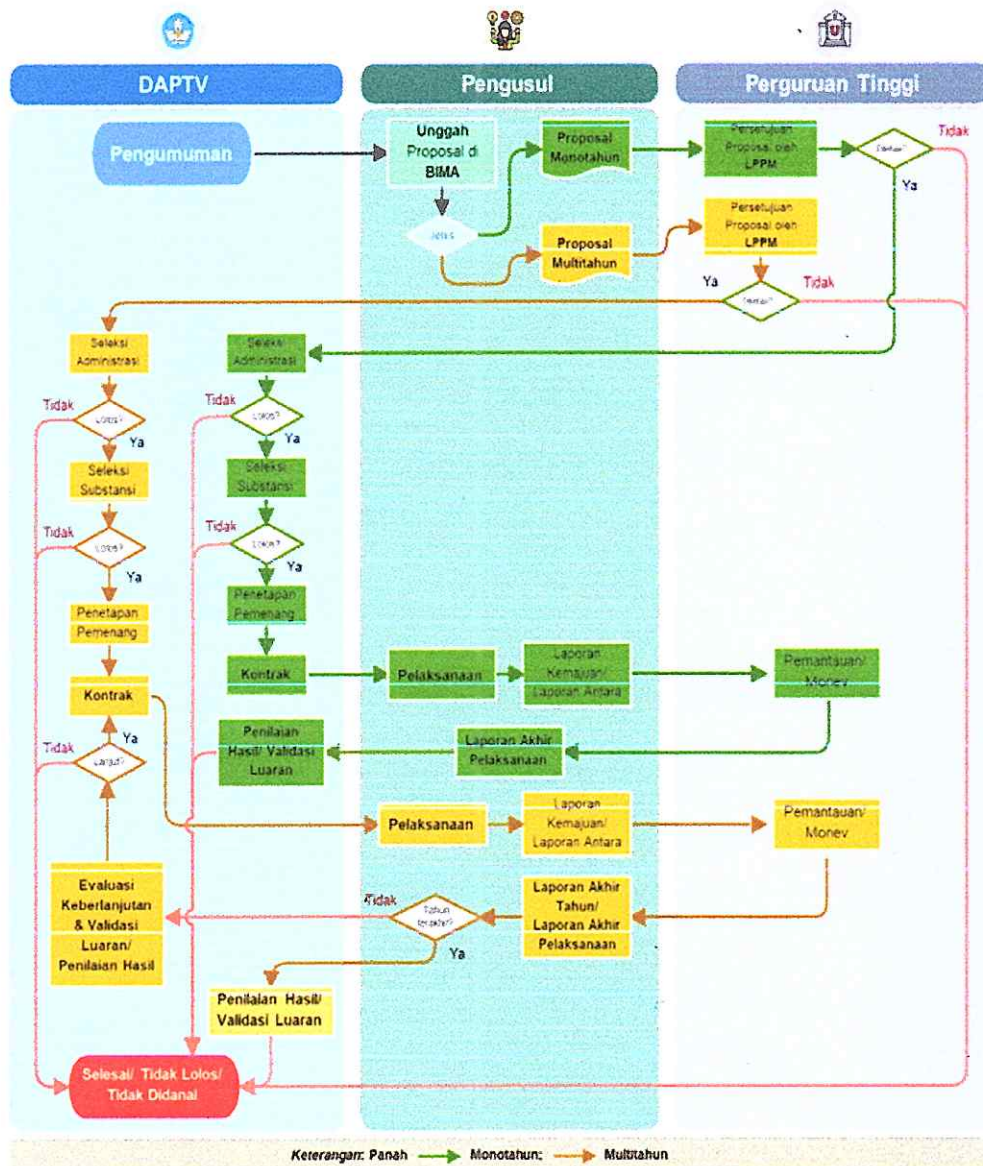 DAPTV
Pengusul
Perguruan Tinggi
Pengumuman
Unggah
Proposal di
BIMA
Proposal
Monotahun
Persetujuan
Proposal oleh
LPPM
Tidak
Ya
Jenis
Proposal
Multitahun
Persetujuan
Proposal oleh
LPPM
Ya
Tidak
Seleksi
Administrasi
Seleksi
Administrasi
Tidak
Lolos?
Ya
Tidak
Lolos?
Ya
Seleksi
Substansi
Seleksi
Substansi
Tidak
Lolos?
Ya
Tidak
Lolos?
Ya
Penetapan
Pemenang
Penetapan
Pemenang
Kontrak
Kontrak
Pelaksanaan
Laporan
Kemajuan/
Laporan Antara
Pemantauan/
Monev
Ya
Tidak
Lanjut?
Penilaian
Hasil/ Validasi
Luaran
Laporan Akhir
Pelaksanaan
Pelaksanaan
Laporan
Kemajuan/
Laporan Antara
Pemantauan/
Monev
Evaluasi
Keberlanjutan
& Validasi
Luaran/
Penilaian Hasil
Tidak
Tahun
terakhir?
Ya
Laporan Akhir
Tahun/
Laporan Akhir
Pelaksanaan
Penilaian Hasil/
Validasi Luaran
Selesai/ Tidak Lolos/
Tidak Didanai
Keterangan: Panah Monotahun; Multitahun